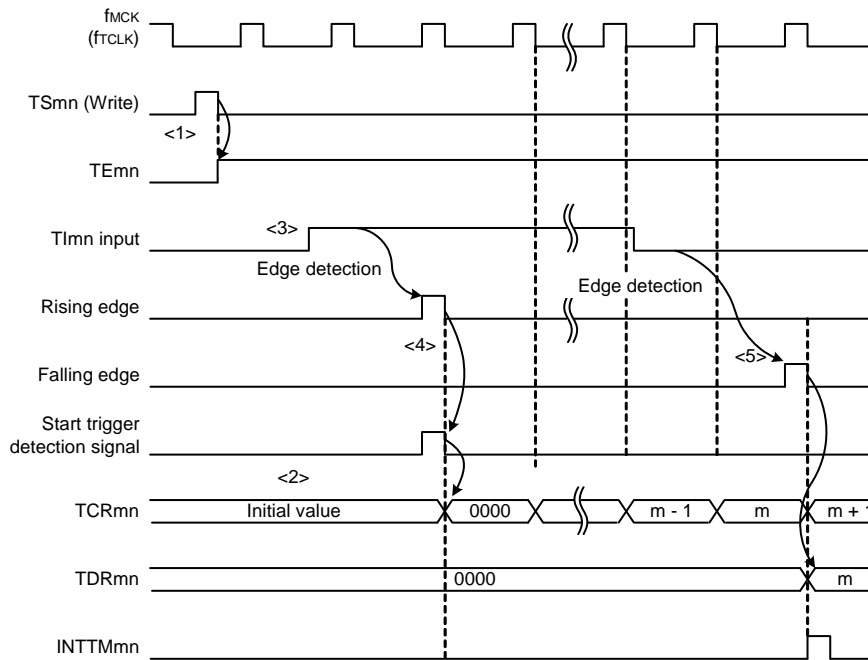 fMCK
(fTCLK)
TSmn (Write)
<1>
TEmn
TImn input
<3>
Edge detection
Edge detection
Rising edge
<4>
<5>
Falling edge
Start trigger
detection signal
<2>
TCRmn
Initial value
0000
m - 1
m
m + 1
TDRmn
0000
m
INTTMmn